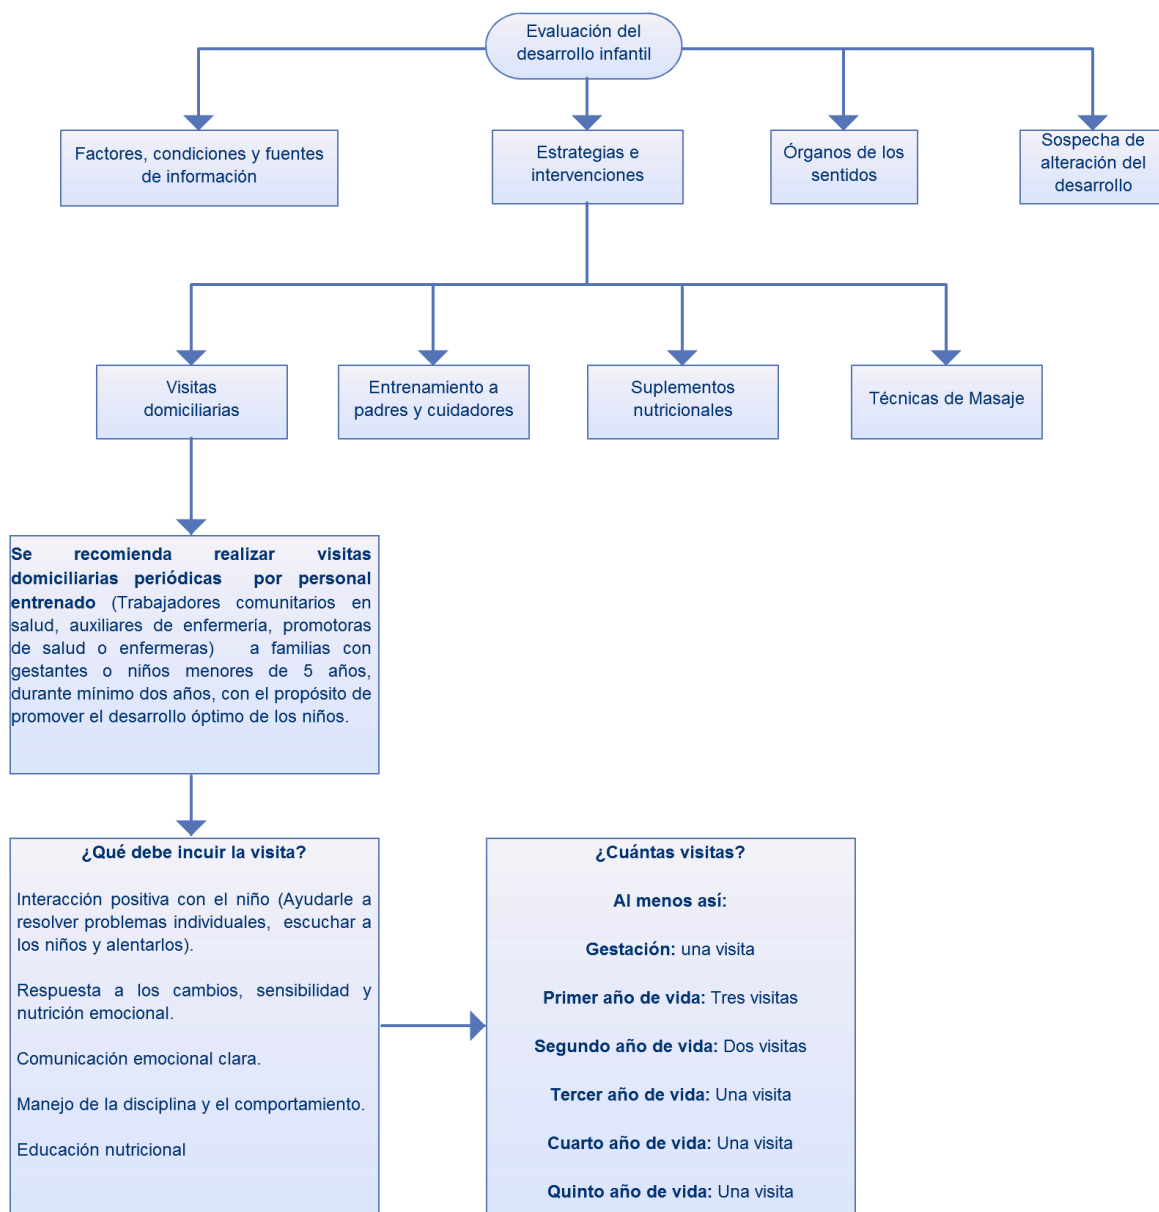 Evaluación del
desarrollo infantil
Factores, condiciones y fuentes
de información
Estrategias e
intervenciones
Órganos de los
sentidos
Sospecha de
alteración del
desarrollo
Visitas
domiciliarias
Entrenamiento a
padres y cuidadores
Suplementos
nutricionales
Técnicas de Masaje
Se recomienda realizar visitas
domiciliarias periódicas por personal
entrenado (Trabajadores comunitarios en
salud, auxiliares de enfermería, promotoras
de salud o enfermeras) a familias con
gestantes o niños menores de 5 años,
durante mínimo dos años, con el propósito de
promover el desarrollo óptimo de los niños.
¿Qué debe incuir la visita?
Interacción positiva con el niño (Ayudarle a
resolver problemas individuales, escuchar a
los niños y alentarlos).
Respuesta a los cambios, sensibilidad y
nutrición emocional.
Comunicación emocional clara.
Manejo de la disciplina y el comportamiento.
Educación nutricional
¿Cuántas visitas?
Al menos así:
Gestación: una visita
Primer año de vida: Tres visitas
Segundo año de vida: Dos visitas
Tercer año de vida: Una visita
Cuarto año de vida: Una visita
Quinto año de vida: Una visita